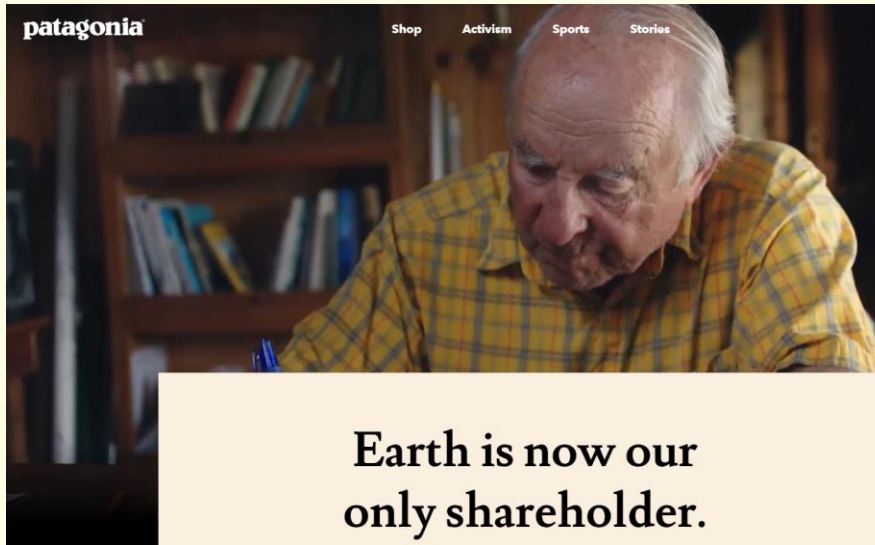 patagonia
Shop Activism Sports Stories
Earth is now our
only shareholder.